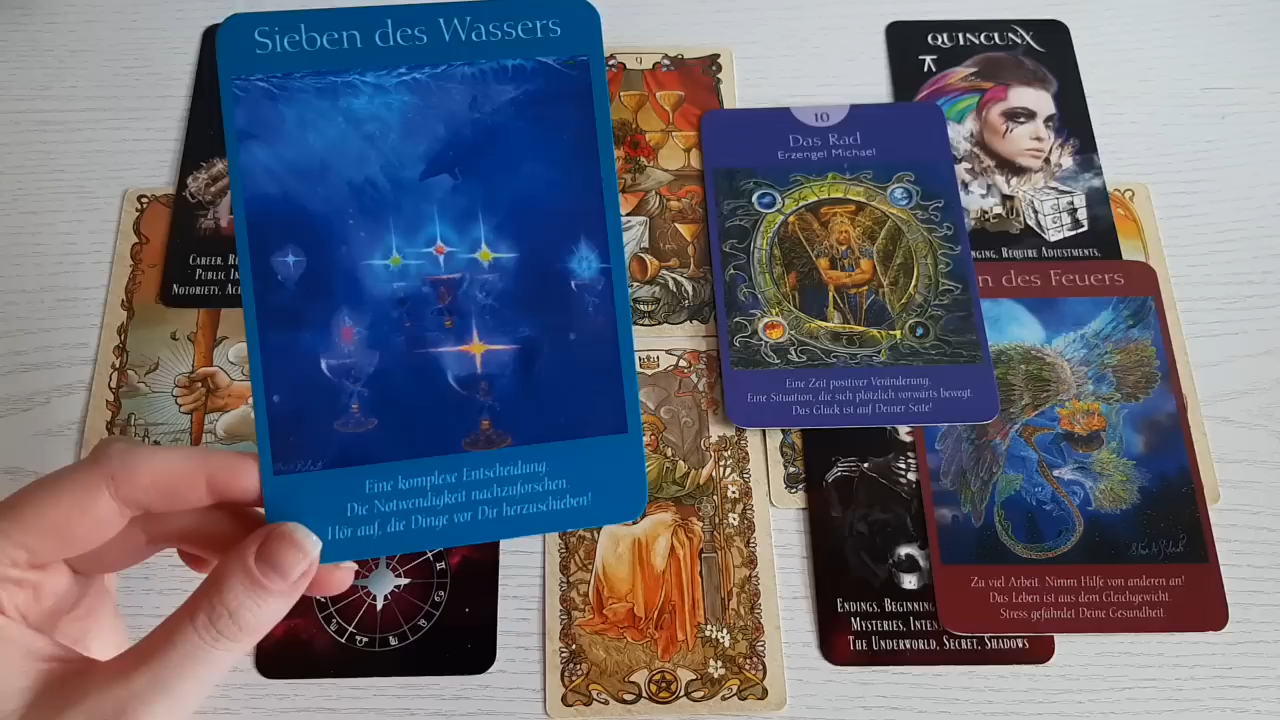 Sieben des Wassers
Eine komplexe Entscheidung.
Die Notwendigkeit nachzuforschen.
Hör auf, die Dinge vor Dir herzuschieben!
9
10
Das Rad
Erzengel Michael
Eine Zeit positiver Veränderung.
Eine Situation, die sich plötzlich vorwärts bewegt.
Das Glück ist auf Deiner Seite!
QUINCUNX
REQUIRE ADJUSTMENTS,
des Feuers
Zu viel Arbeit. Nimm Hilfe von anderen an!
Das Leben ist aus dem Gleichgewicht.
Stress gefährdet Deine Gesundheit.
CAREER,
PUBLIC
NOTORIETY,
ENDINGS, BEGINNING
MYSTERIES,
THE UNDERWORLD, SECRET, SHADOWS